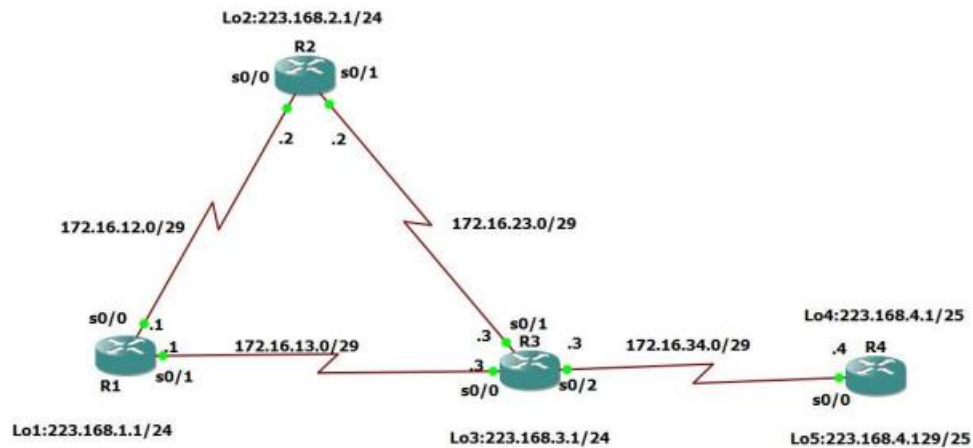 Lo2:223.168.2.1/24
R2
s0/0
s0/1
.2
.2
172.16.12.0/29
172.16.23.0/29
s0/0
.1
.1
172.16.13.0/29
s0/1
R1
.3
s0/1
R3
.3
.3
s0/0
s0/2
172.16.34.0/29
Lo4:223.168.4.1/25
.4
R4
s0/0
Lo1:223.168.1.1/24
Lo3:223.168.3.1/24
Lo5:223.168.4.129/25